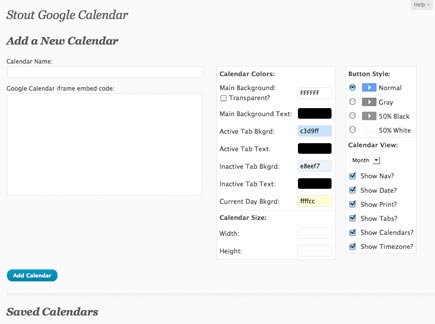 Help
Stout Google Calendar
Add a New Calendar
Calendar Name:
Google Calendar iframe embed code:
Calendar Colors:
Main Background: FFFFFF
Transparent?
Main Background Text:
Active Tab Bkgrd: c3d9ff
Active Tab Text:
Inactive Tab Bkgrd: e8eef7
Inactive Tab Text:
Current Day Bkgrd: ffffcc
Calendar Size:
Width:
Height:
Button Style:
Normal
Gray
50% Black
50% White
Calendar View:
Month
Show Nav?
Show Date?
Show Print?
Show Tabs?
Show Calendars?
Show Timezone?
Add Calendar
Saved Calendars